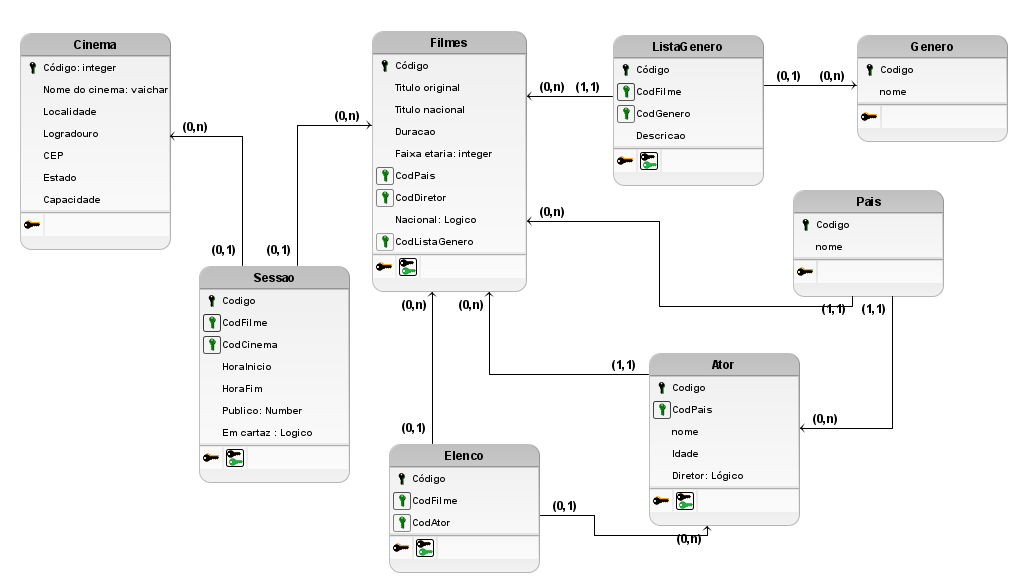 Cinema
Código: integer
Nome do cinema: vaichar
Localidade
Logradouro
CEP
Estado
Capacidade
(0,n)
(0,1)
Filmes
Código
Titulo original
Titulo nacional
Duracao
Faixa etaria: integer
CodPais
CodDiretor
Nacional: Logico
CodListaGenero
(0,n)
(0,1)
(0,n)
(1,1)
ListaGenero
Código
CodFilme
CodGenero
Descricao
(0,1)
(0,n)
Genero
Codigo
nome
Pais
Codigo
nome
(0,n)
(1,1)
(1,1)
Sessao
Codigo
CodFilme
CodCinema
HoraInicio
HoraFim
Publico: Number
Em cartaz : Logico
(0,n)
(0,n)
(1,1)
Ator
Codigo
CodPais
nome
Idade
Diretor: Lógico
(0,n)
(0,1)
Elenco
Código
CodFilme
CodAtor
(0,1)
(0,n)